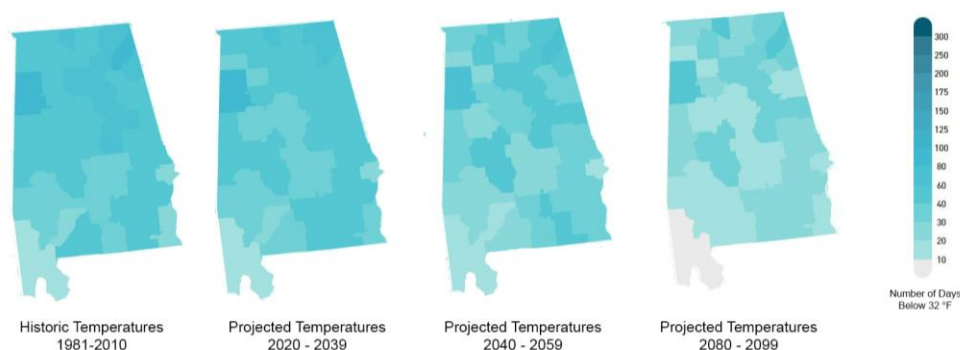 300
250
200
175
150
125
100
80
60
40
30
20
10
Number of Days
Below 32 °F
Historic Temperatures
1981-2010
Projected Temperatures
2020 - 2039
Projected Temperatures
2040 - 2059
Projected Temperatures
2080 - 2099